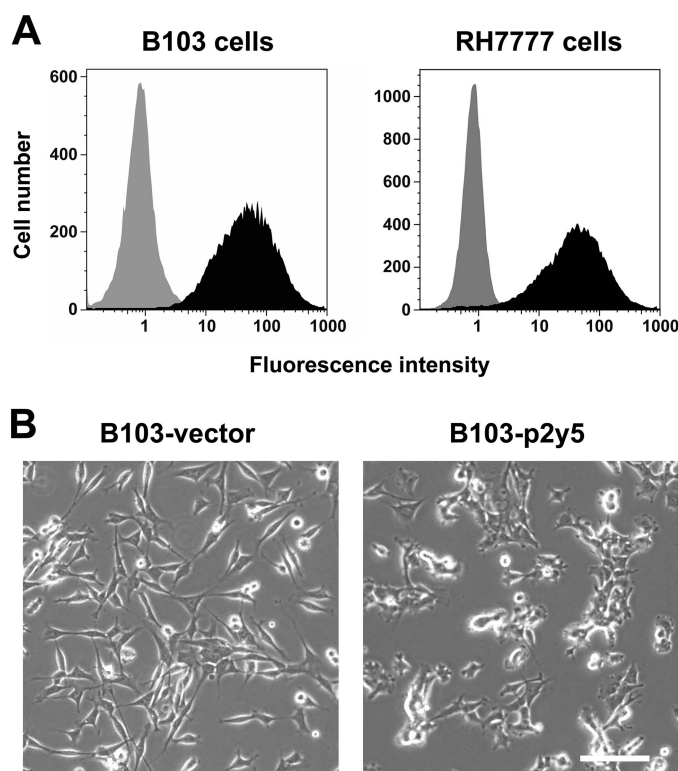 A
B103 cells
RH7777 cells
Cell number
600
400
200
0
1
10
100
1000
1000
800
600
400
200
0
1
10
100
1000
Fluorescence intensity
B
B103-vector
B103-p2y5